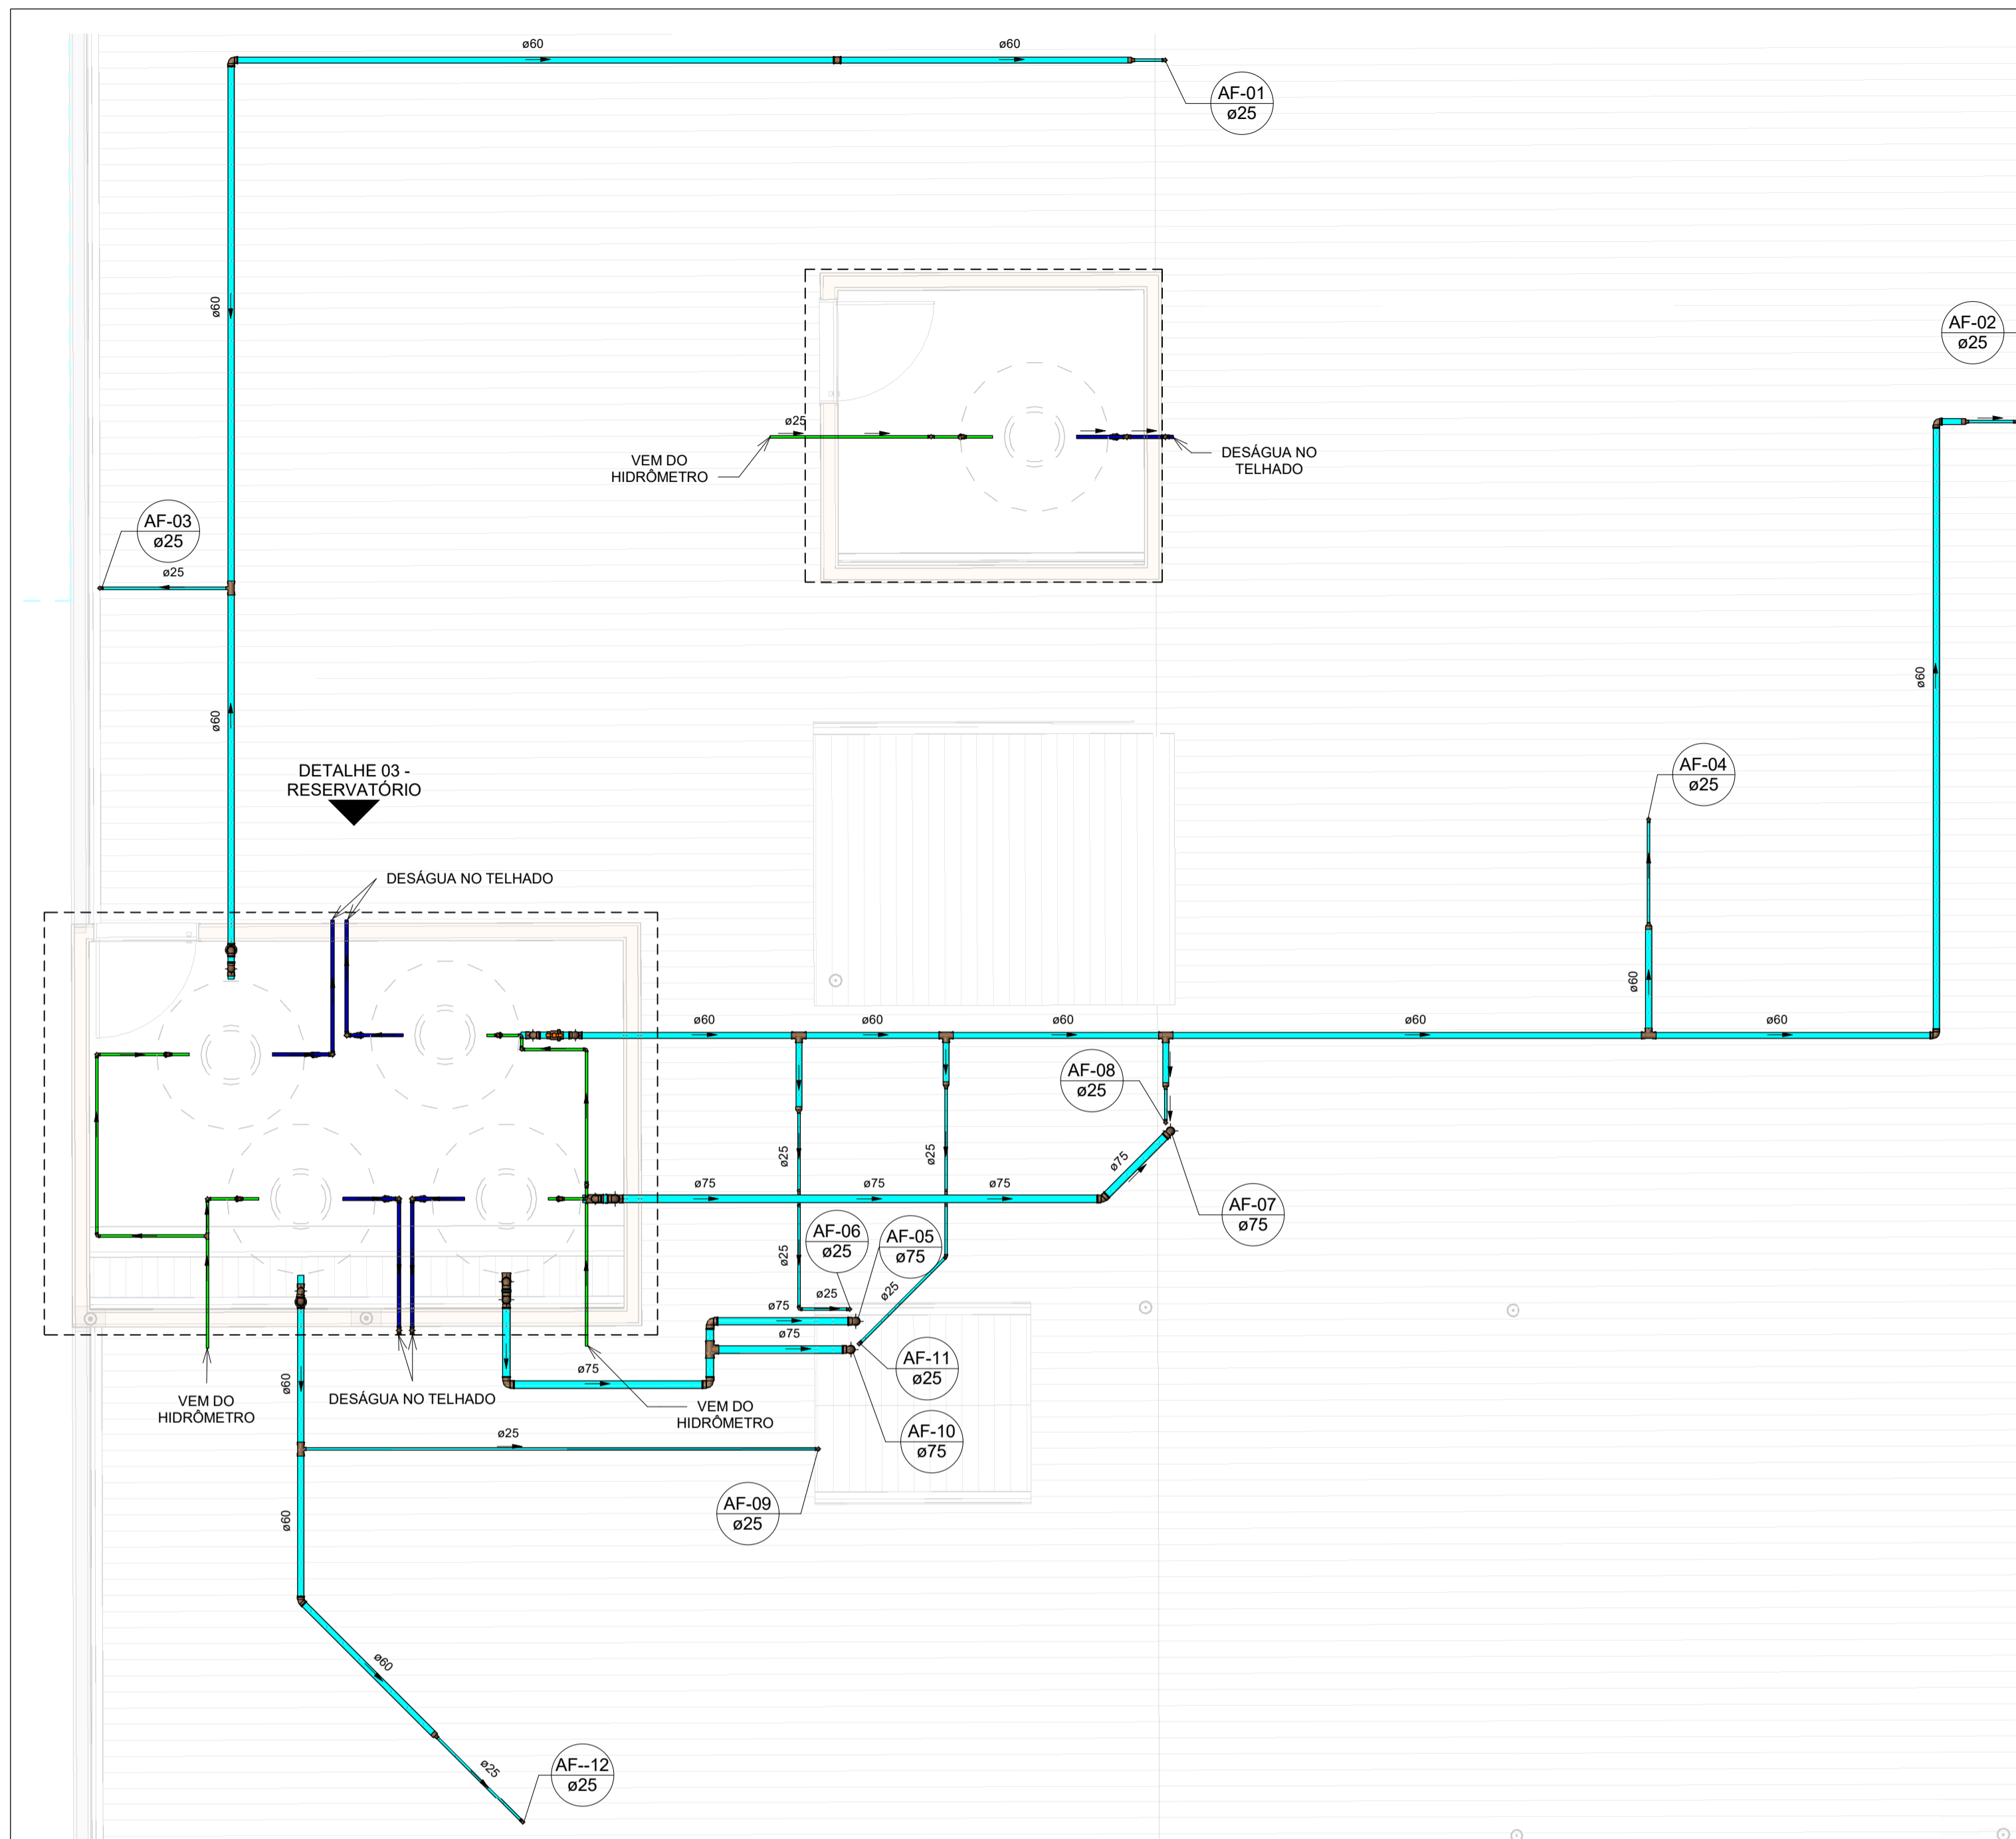 ø60
ø60
AF-01
ø25
ø60
AF-02
ø25
ø25
VEM DO
HIDRÔMETRO
DESÁGUA NO
TELHADO
AF-03
ø25
ø25
ø60
ø60
DETALHE 03 -
RESERVATÓRIO
AF-04
ø25
DESÁGUA NO TELHADO
ø60
ø60
ø60
ø60
ø60
ø60
ø60
AF-08
ø25
ø25
ø25
ø75
ø75
ø75
ø75
AF-07
ø75
AF-06
ø25
AF-05
ø75
ø25
ø25
ø25
ø75
ø75
ø75
AF-11
ø25
ø60
VEM DO
HIDRÔMETRO
DESÁGUA NO TELHADO
VEM DO
HIDRÔMETRO
AF-10
ø75
ø25
AF-09
ø25
ø60
ø60
ø25
AF--12
ø25